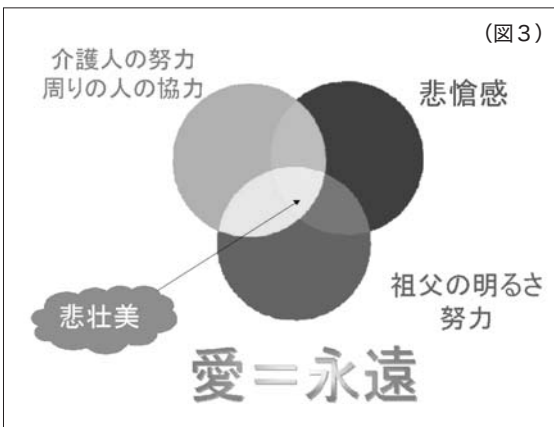 (図3)
介護人の努力
周りの人の協力
悲愴感
祖父の明るさ
努力
悲壮美
愛＝永遠